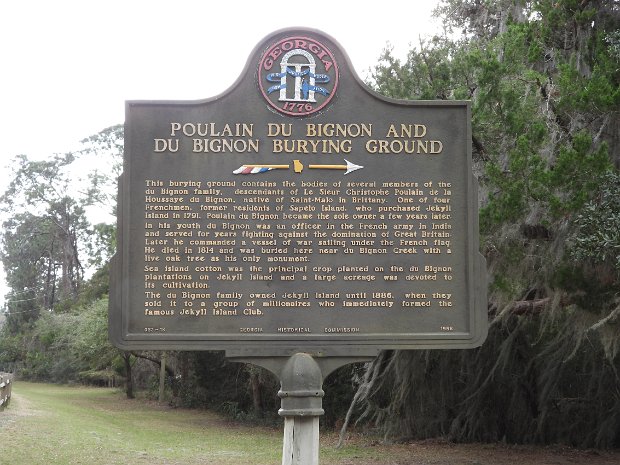 GEORGIA
1776
POULAIN DU BIGNON AND
DU BIGNON BURYING GROUND
This burying ground contains the bodies of several members of the
du Bignon family, descendants of Le Sieur Christophe Poulain de la
Houssaye du Bignon, native of Saint-Malo in Brittany. One of four
Frenchmen, former residents of Sapelo Island, who purchased Jekyll
Island in 1791. Poulain du Bignon became the sole owner a few years later.
In his youth du Bignon was an officer in the French army in India
and served for years fighting against the domination of Great Britain.
Later he commanded a vessel of war sailing under the French flag.
He died in 1814 and was buried here near du Bignon Creek with a
live oak tree as his only monument.
Sea island cotton was the principal crop planted on the du Bignon
plantations on Jekyll Island and a large acreage was devoted to
its cultivation.
The du Bignon family owned Jekyll Island until 1886, when they
sold it to a group of millionaires who immediately formed the
famous Jekyll Island Club.
GEORGIA HISTORICAL COMMISSION